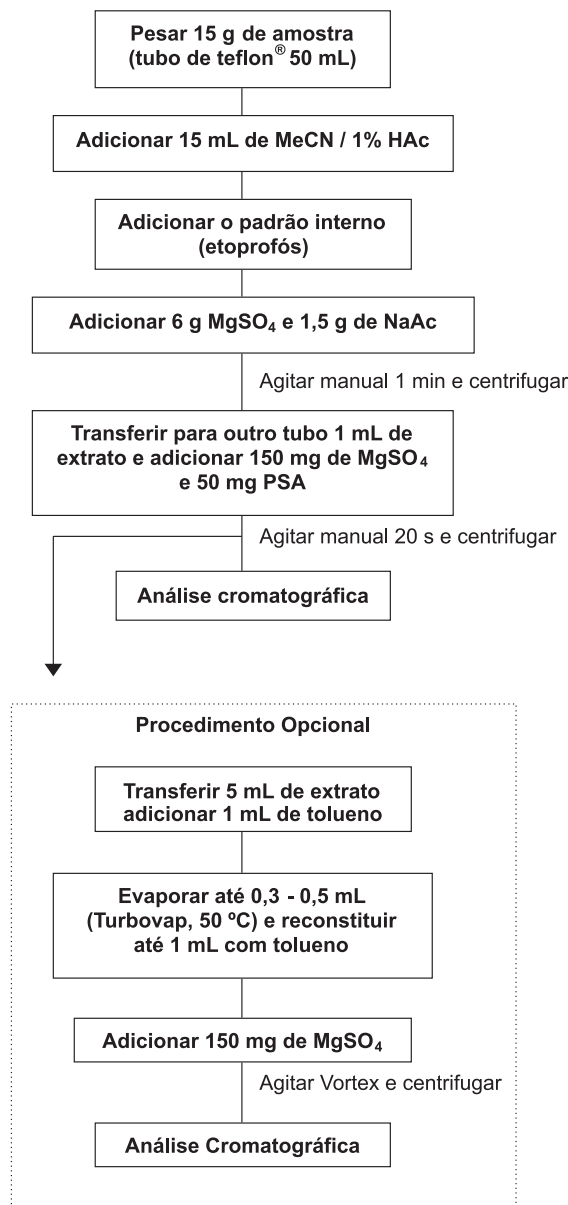 Pesar 15 g de amostra
(tubo de teflon® 50 mL)
Adicionar 15 mL de MeCN / 1% HAc
Adicionar o padrão interno
(etoprofós)
Adicionar 6 g MgSO₄ e 1,5 g de NaAc
Agitar manual 1 min e centrifugar
Transferir para outro tubo 1 mL de
extrato e adicionar 150 mg de MgSO₄
e 50 mg PSA
Agitar manual 20 s e centrifugar
Análise cromatográfica
Procedimento Opcional
Transferir 5 mL de extrato
adicionar 1 mL de tolueno
Evaporar até 0,3 - 0,5 mL
(Turbovap, 50 ºC) e reconstituir
até 1 mL com tolueno
Adicionar 150 mg de MgSO₄
Agitar Vortex e centrifugar
Análise Cromatográfica